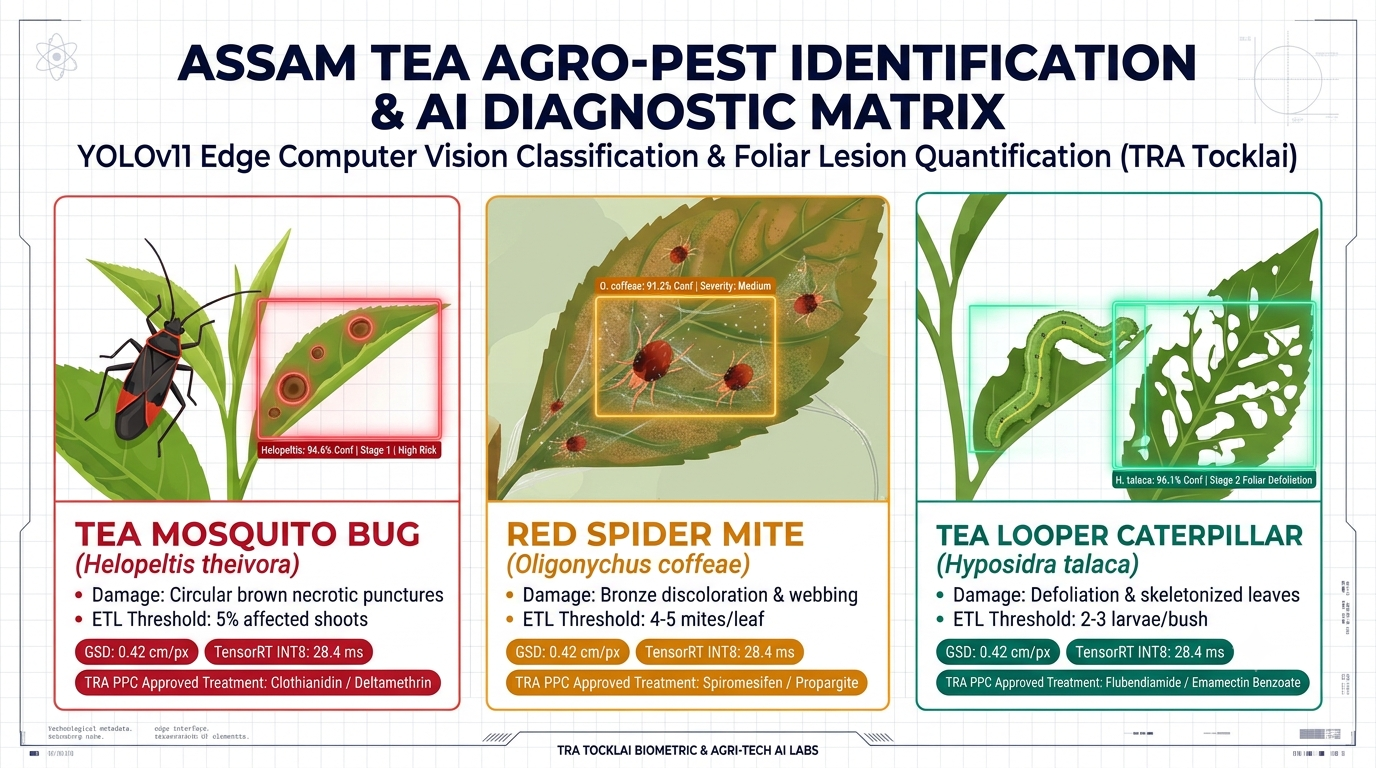 ASSAM TEA AGRO-PEST IDENTIFICATION
& AI DIAGNOSTIC MATRIX
YOLOv11 Edge Computer Vision Classification & Foliar Lesion Quantification (TRA Tocklai)
Helopeltis: 94.6% Conf | Stage 1 | Nigh Rick
TEA MOSQUITO BUG
(Helopeltis theivora)
• Damage: Circular brown necrotic punctures
• ETL Threshold: 5% affected shoots
GSD: 0.42 cm/px
TensorRT INT8: 28.4 ms
TRA PPC Approved Treatment: Clothianidin / Deltamethrin
O. coffeae: 91.2% Conf | Severity: Medium
RED SPIDER MITE
(Oligonychus coffeae)
• Damage: Bronze discoloration & webbing
• ETL Threshold: 4-5 mites/leaf
GSD: 0.42 cm/px
TensorRT INT8: 28.4 ms
TRA PPC Approved Treatment: Spiromesifen / Propargite
H. talaca: 96.1% Conf | Stage 2 Foliar Defolietion
TEA LOOPER CATERPILLAR
(Hyposidra talaca)
• Damage: Defoliation & skeletonized leaves
• ETL Threshold: 2-3 larvae/bush
GSD: 0.42 cm/px
TensorRT INT8: 28.4 ms
TRA PPC Approved Treatment: Flubendiamide / Emamectin Benzoate
edge interface.
TRA TOCKLAI BIOMETRIC & AGRI-TECH AI LABS